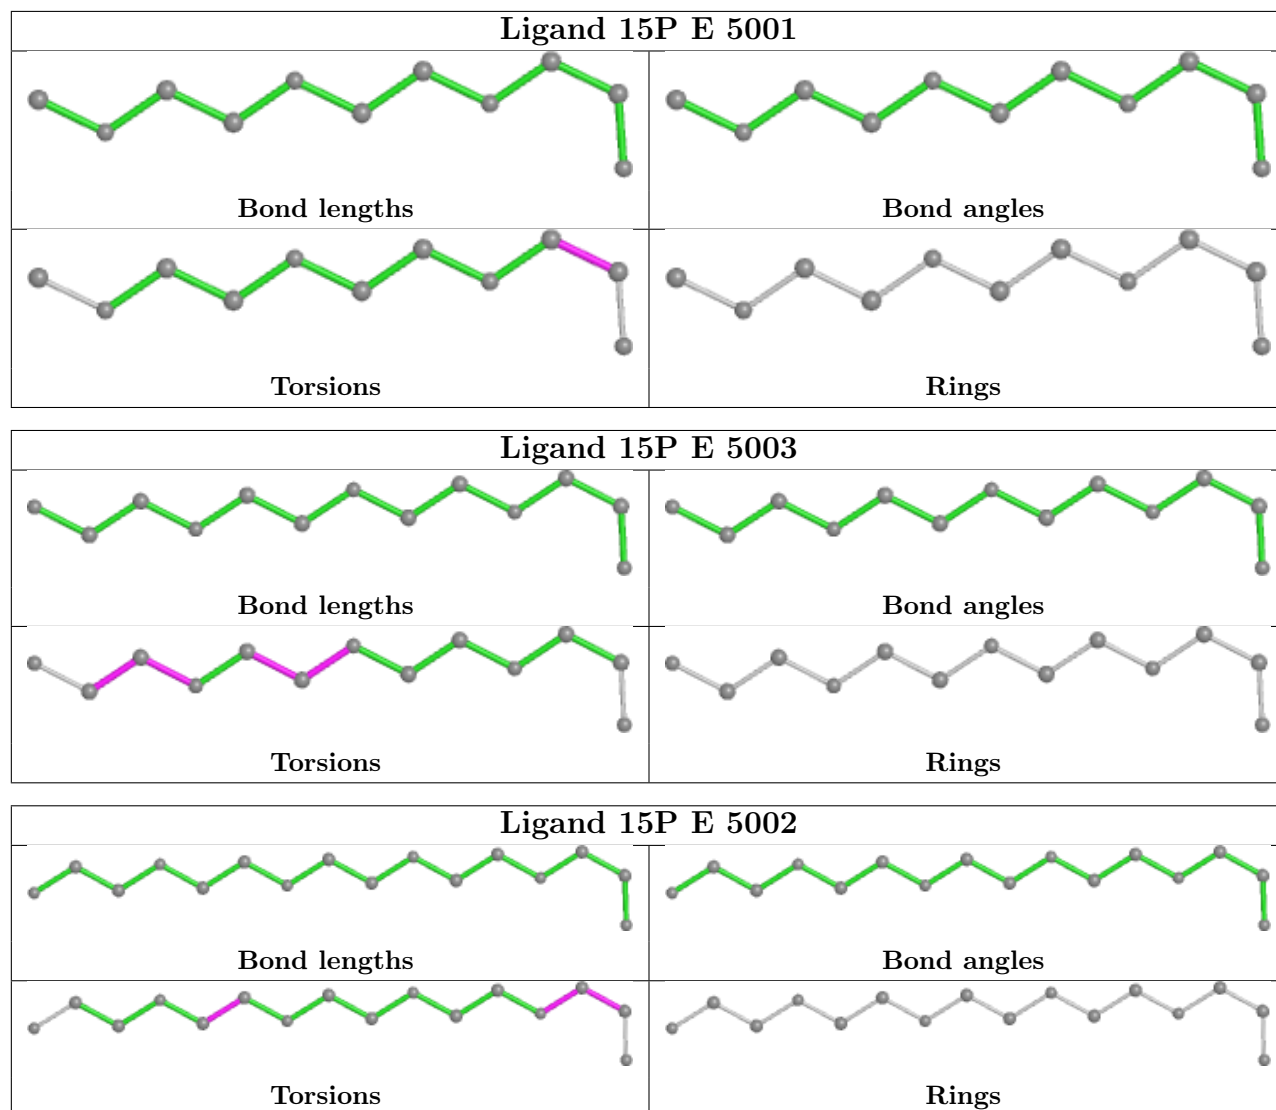 Ligand 15P E 5001
Bond lengths
Bond angles
Torsions
Rings
Ligand 15P E 5003
Bond lengths
Bond angles
Torsions
Rings
Ligand 15P E 5002
Bond lengths
Bond angles
Torsions
Rings